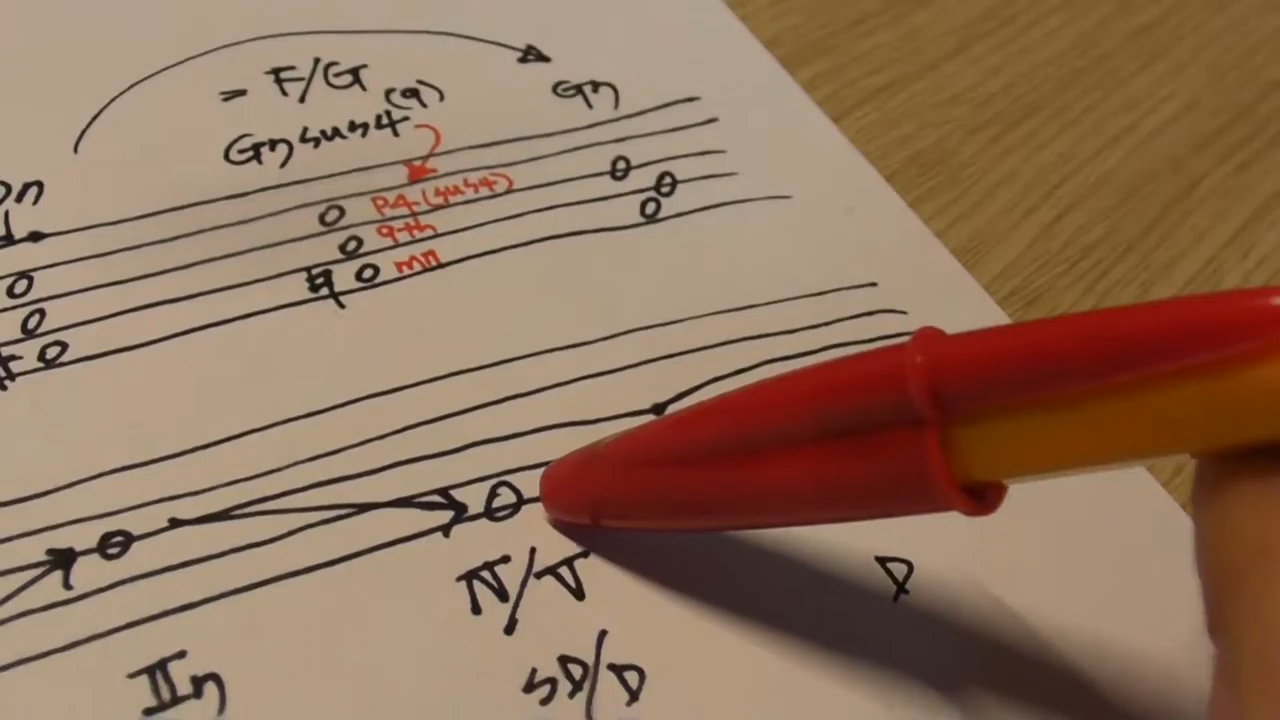 = F/G
G7sus4(9)
G7
P4(sus4)
9th
m7
IV/V
D
II7
SD/D